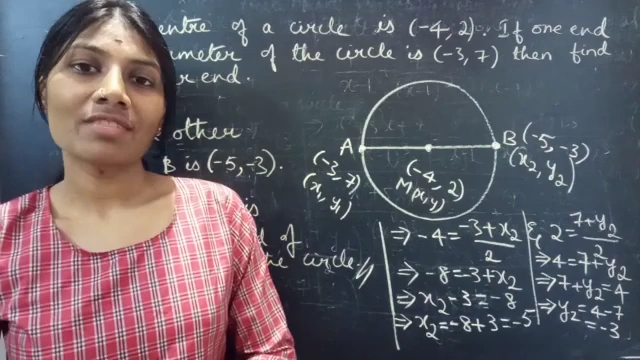 entre of a circle is (-4, 2). If one end
ameter of the circle is (-3, 7) then find
r end.
other
B is (-5, -3).
is
of
the circle
A
B (-5, -3)
(x₂, y₂)
(-3, 7)
(x₁, y₁)
(-4, 2)
M(x, y)
⇒ -4 = -3 + x₂ / 2
⇒ -8 = -3 + x₂
⇒ x₂ - 3 = -8
⇒ x₂ = -8 + 3 = -5
& 2 = 7 + y₂ / 2
⇒ 4 = 7 + y₂
⇒ 7 + y₂ = 4
⇒ y₂ = 4 - 7
= -3